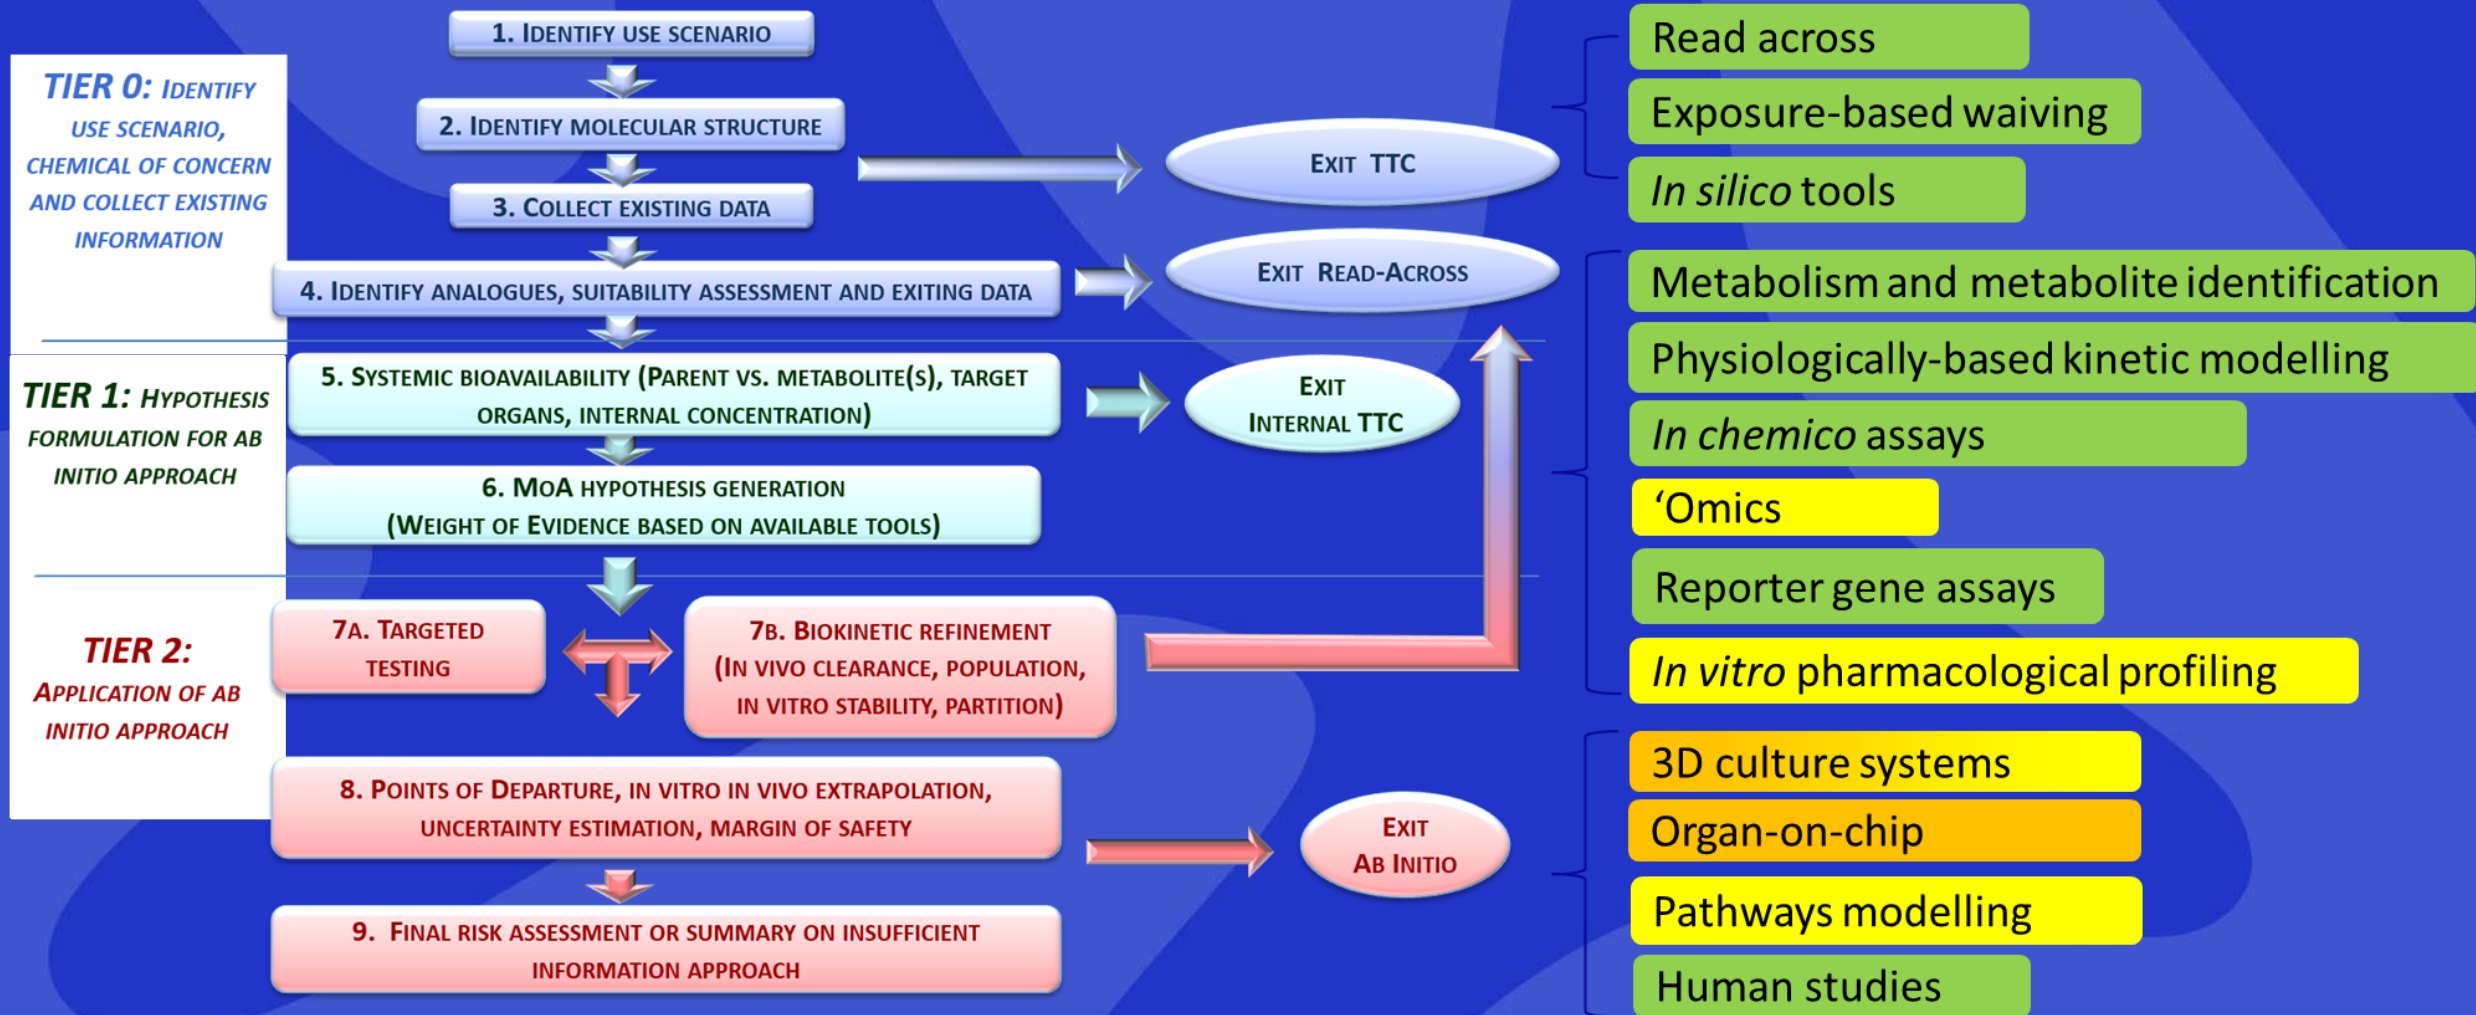 TIER 0: IDENTIFY
USE SCENARIO,
CHEMICAL OF CONCERN
AND COLLECT EXISTING
INFORMATION
TIER 1: HYPOTHESIS
FORMULATION FOR AB
INITIO APPROACH
TIER 2:
APPLICATION OF AB
INITIO APPROACH
1. IDENTIFY USE SCENARIO
2. IDENTIFY MOLECULAR STRUCTURE
3. COLLECT EXISTING DATA
4. IDENTIFY ANALOGUES, SUITABILITY ASSESSMENT AND EXITING DATA
5. SYSTEMIC BIOAVAILABILITY (PARENT VS. METABOLITE(S), TARGET
ORGANS, INTERNAL CONCENTRATION)
6. MOA HYPOTHESIS GENERATION
(WEIGHT OF EVIDENCE BASED ON AVAILABLE TOOLS)
7A. TARGETED
TESTING
7B. BIOKINETIC REFINEMENT
(IN VIVO CLEARANCE, POPULATION,
IN VITRO STABILITY, PARTITION)
8. POINTS OF DEPARTURE, IN VITRO IN VIVO EXTRAPOLATION,
UNCERTAINTY ESTIMATION, MARGIN OF SAFETY
9. FINAL RISK ASSESSMENT OR SUMMARY ON INSUFFICIENT
INFORMATION APPROACH
EXIT TTC
EXIT READ-ACROSS
EXIT
INTERNAL TTC
EXIT
AB INITIO
Read across
Exposure-based waiving
In silico tools
Metabolism and metabolite identification
Physiologically-based kinetic modelling
In chemico assays
‘Omics
Reporter gene assays
In vitro pharmacological profiling
3D culture systems
Organ-on-chip
Pathways modelling
Human studies